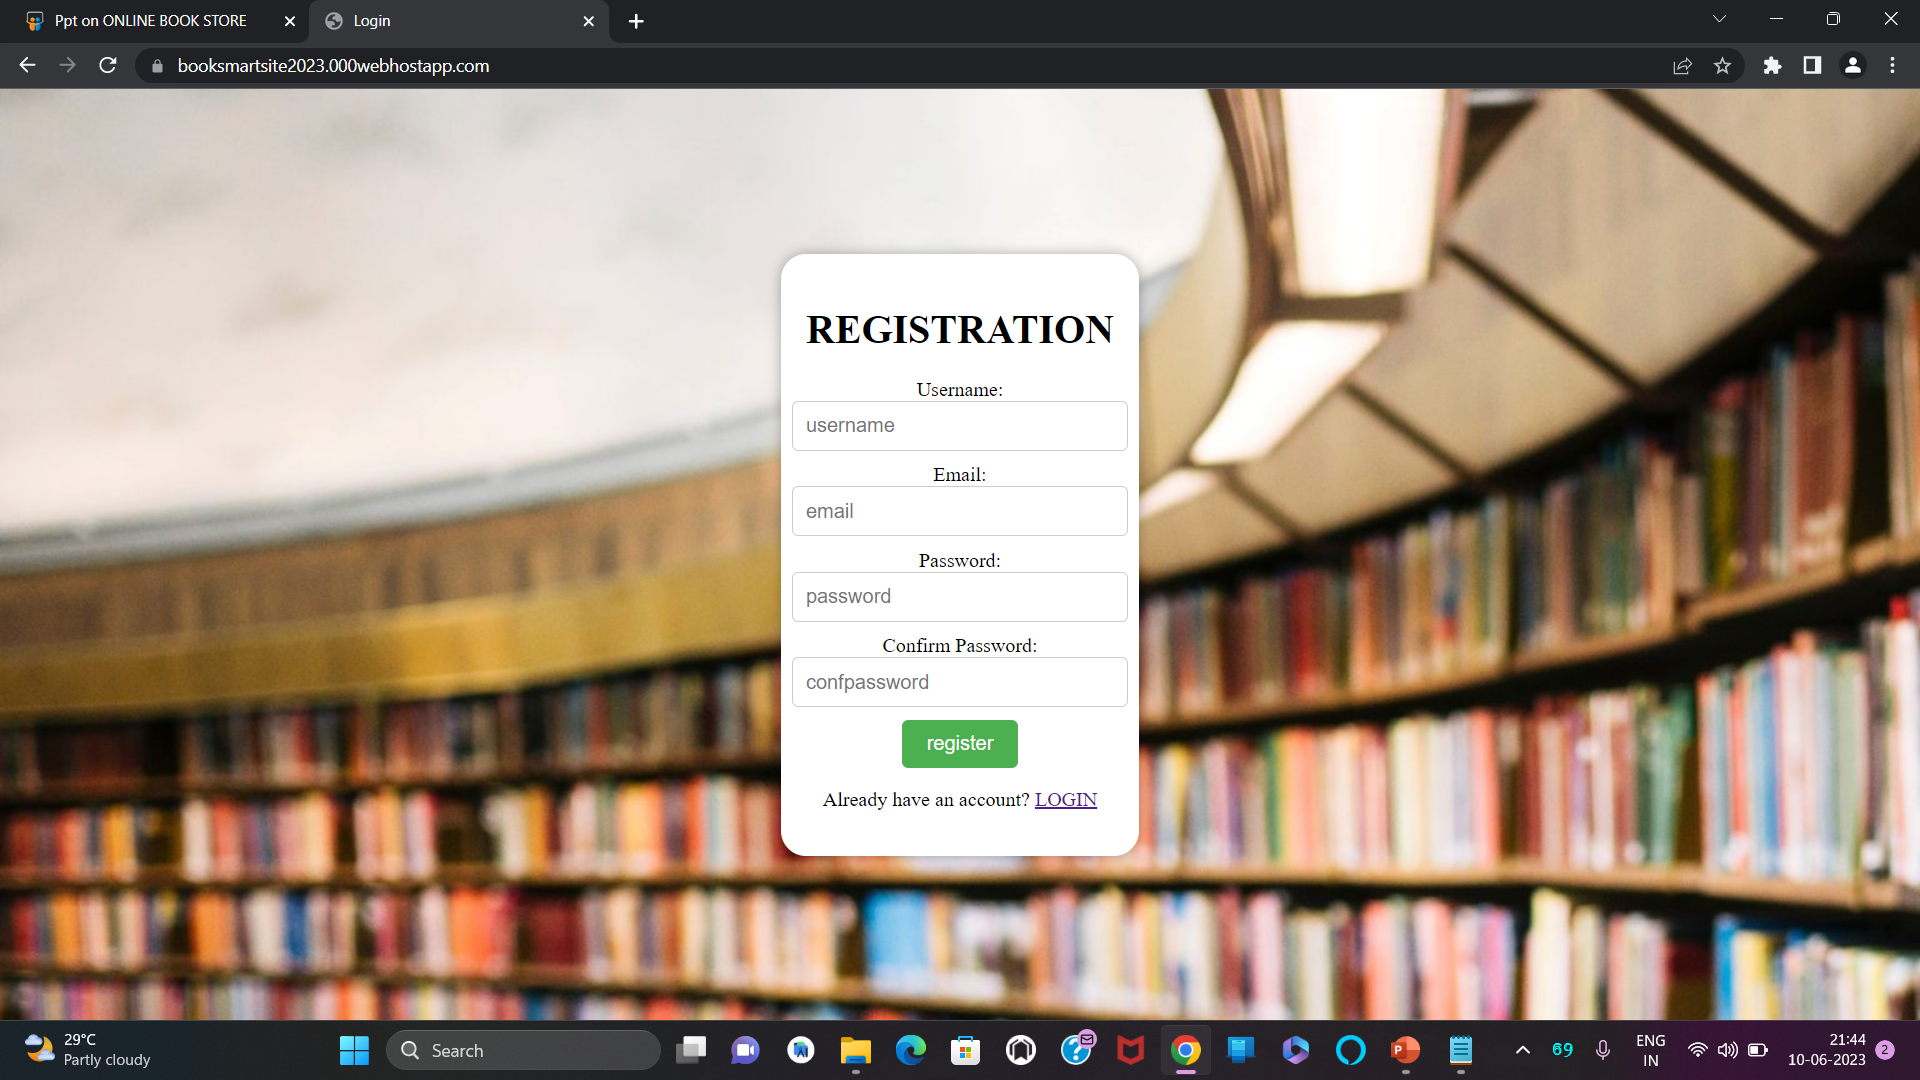 Ppt on ONLINE BOOK STORE
Login
booksmartsite2023.000webhostapp.com
REGISTRATION
Username:
username
Email:
email
Password:
password
Confirm Password:
confpassword
register
Already have an account? LOGIN
29°C
Partly cloudy
Search
ENG
IN
21:44
10-06-2023
2